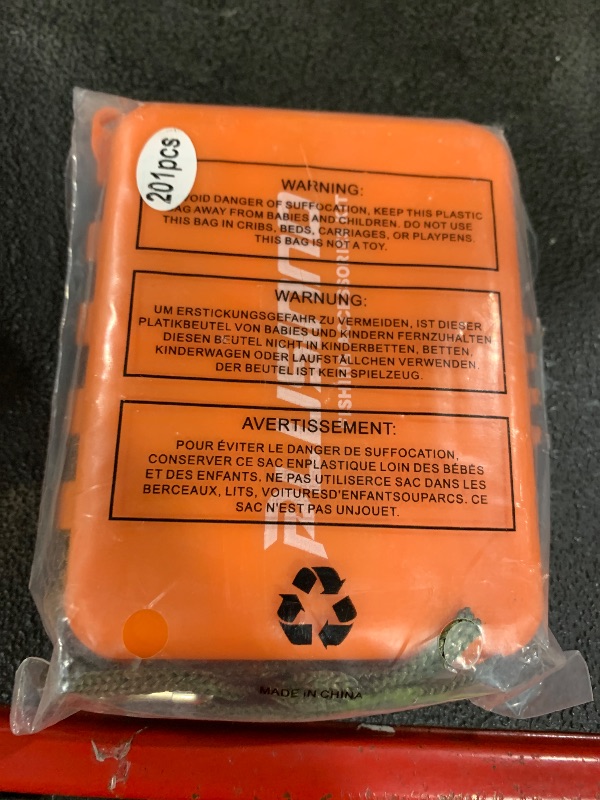 201pcs
WARNING:
OID DANGER OF SUFFOCATION, KEEP THIS PLASTIC
AG AWAY FROM BABIES AND CHILDREN. DO NOT USE
THIS BAG IN CRIBS, BEDS, CARRIAGES, OR PLAYPENS.
THIS BAG IS NOT A TOY.
WARNUNG:
UM ERSTICKUNGSGEFAHR ZU VERMEIDEN, IST DIESER
PLATIKBEUTEL VON BABIES UND KINDERN FERNZUHALTEN
DIESEN BEUTEL NICHT IN KINDERBETTEN, BETTEN,
KINDERWAGEN ODER LAUFSTÄLLCHEN VERWENDEN.
DER BEUTEL IST KEIN SPIELZEUG.
AVERTISSEMENT:
POUR ÉVITER LE DANGER DE SUFFOCATION,
CONSERVER CE SAC ENPLASTIQUE LOIN DES BÉBÉS
ET DES ENFANTS. NE PAS UTILISERCE SAC DANS LES
BERCEAUX, LITS, VOITURESD'ENFANTSOUPARCS. CE
SAC N'EST PAS UNJOUET.
MADE IN CHINA